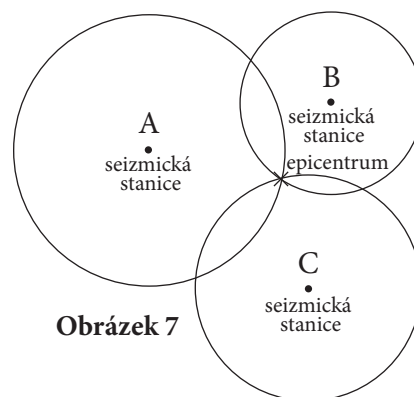 B
seizmická
stanice
epicentrum
A
seizmická
stanice
C
seizmická
stanice
Obrázek 7